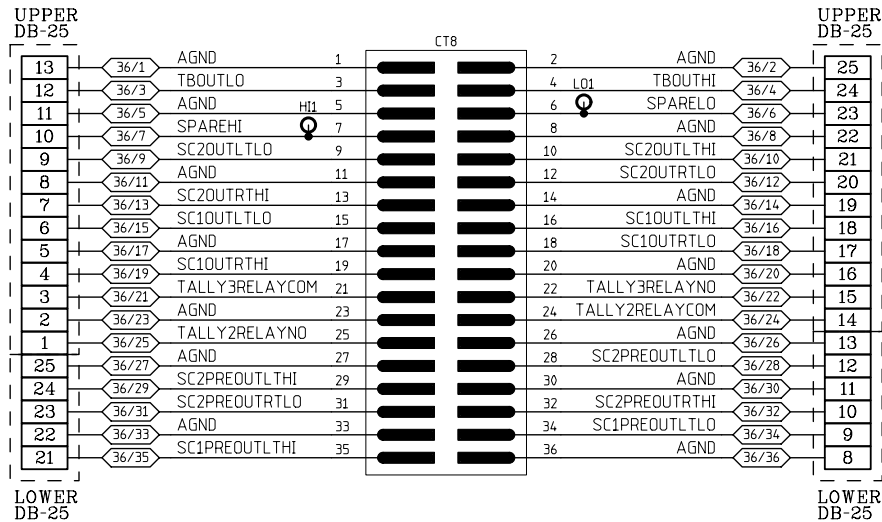 UPPER UPPER
DB-25 DB-25
CT8
13 36/1 AGND 1 2 AGND 36/2 25
12 36/3 TBOUTLO 3 4 LO1 TBOUTHI 36/4 24
11 36/5 AGND HI1 5 6 SPARELO 36/6 23
10 36/7 SPAREHI 7 8 AGND 36/8 22
9 36/9 SC2OUTLTLO 9 10 SC2OUTLTHI 36/10 21
8 36/11 AGND 11 12 SC2OUTRTLO 36/12 20
7 36/13 SC2OUTRTHI 13 14 AGND 36/14 19
6 36/15 SC1OUTLTLO 15 16 SC1OUTLTHI 36/16 18
5 36/17 AGND 17 18 SC1OUTRTLO 36/18 17
4 36/19 SC1OUTRTHI 19 20 AGND 36/20 16
3 36/21 TALLY3RELAYCOM 21 22 TALLY3RELAYNO 36/22 15
2 36/23 AGND 23 24 TALLY2RELAYCOM 36/24 14
1 36/25 TALLY2RELAYNO 25 26 AGND 36/26 13
25 36/27 AGND 27 28 SC2PREOUTLTLO 36/28 12
24 36/29 SC2PREOUTLTHI 29 30 AGND 36/30 11
23 36/31 SC2PREOUTRTLO 31 32 SC2PREOUTRTHI 36/32 10
22 36/33 AGND 33 34 SC1PREOUTLTLO 36/34 9
21 36/35 SC1PREOUTLTHI 35 36 AGND 36/36 8
LOWER LOWER
DB-25 DB-25